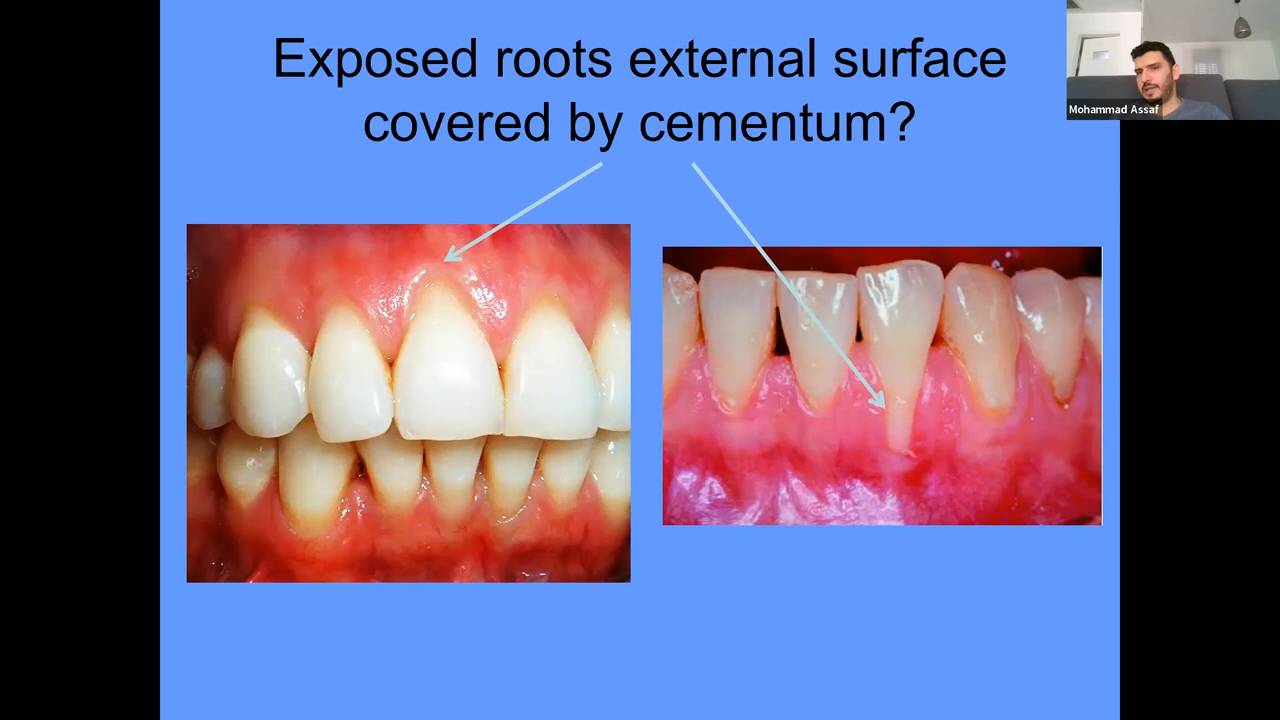 Exposed roots external surface
covered by cementum?
Mohammad Assaf